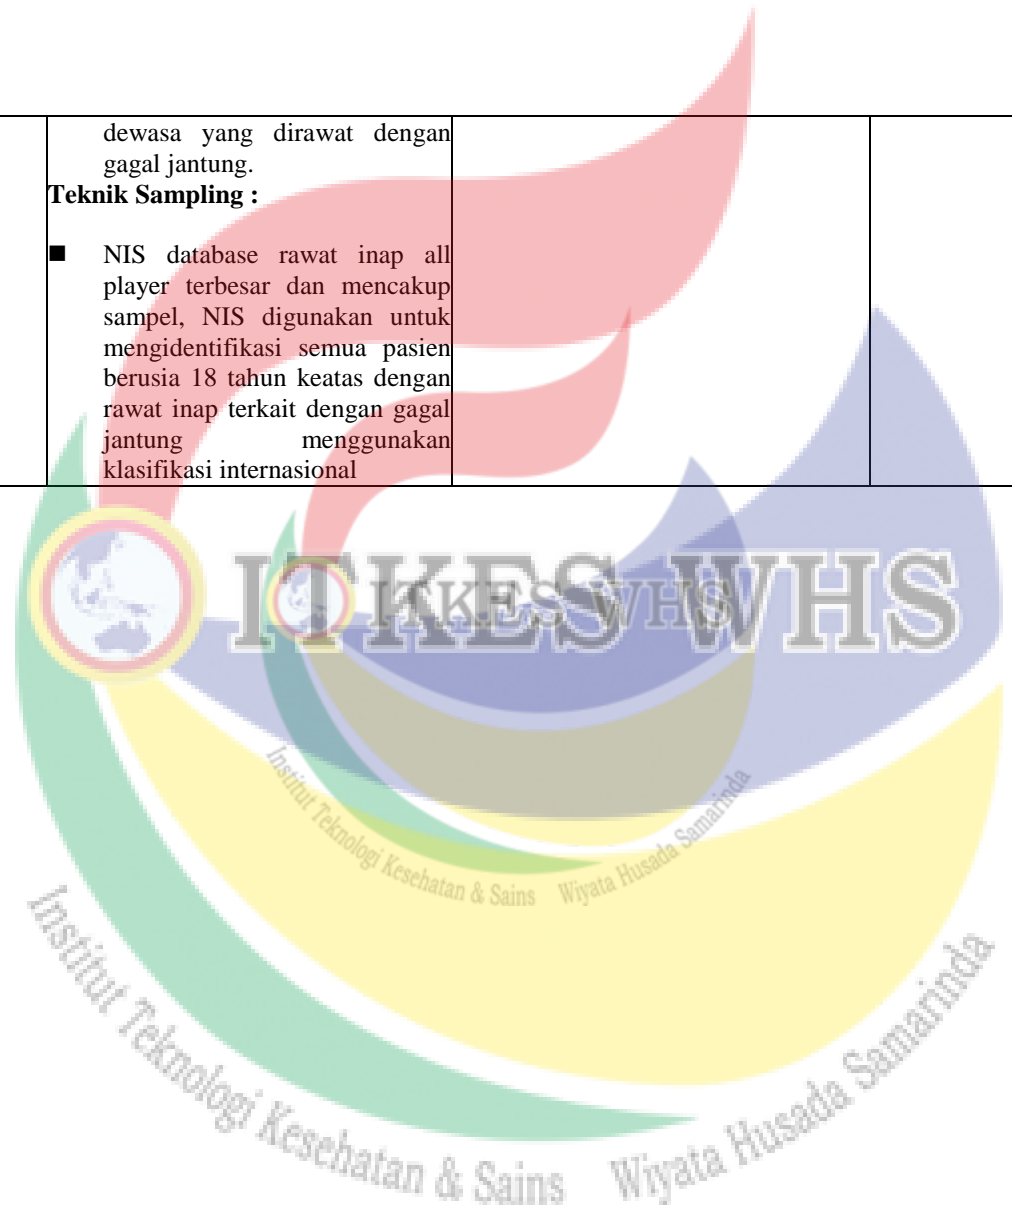 dewasa yang dirawat dengan
gagal jantung.
Teknik Sampling :
■ NIS database rawat inap all
player terbesar dan mencakup
sampel, NIS digunakan untuk
mengidentifikasi semua pasien
berusia 18 tahun keatas dengan
rawat inap terkait dengan gagal
jantung menggunakan
klasifikasi internasional
ITKES WHS
ITKES WHS
Institut Teknologi Kesehatan & Sains Wiyata Husada Samarinda
Institut Teknologi Kesehatan & Sains Wiyata Husada Samarinda